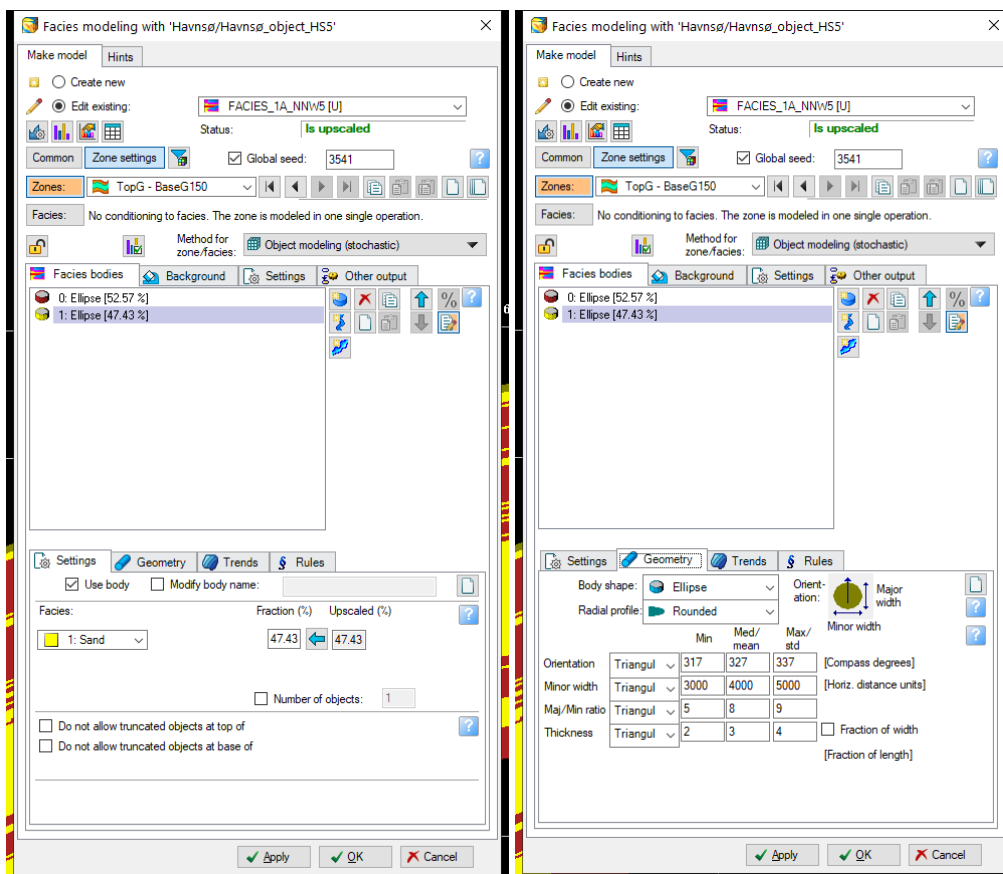 Facies modeling with 'Havnsø/Havnsø_object_HS5'
Make model Hints
Create new
Edit existing: FACIES_1A_NNW5 [U]
Status: Is upscaled
Common Zone settings Global seed: 3541
Zones: TopG - BaseG150
Facies: No conditioning to facies. The zone is modeled in one single operation.
Method for zone/facies: Object modeling (stochastic)
Facies bodies Background Settings Other output
0: Ellipse [52.57 %]
1: Ellipse [47.43 %]
%
Settings Geometry Trends Rules
Use body Modify body name:
Facies: Fraction (%) Upscaled (%)
1: Sand 47.43 47.43
Number of objects: 1
Do not allow truncated objects at top of
Do not allow truncated objects at base of
Apply OK Cancel
Facies modeling with 'Havnsø/Havnsø_object_HS5'
Make model Hints
Create new
Edit existing: FACIES_1A_NNW5 [U]
Status: Is upscaled
Common Zone settings Global seed: 3541
Zones: TopG - BaseG150
Facies: No conditioning to facies. The zone is modeled in one single operation.
Method for zone/facies: Object modeling (stochastic)
Facies bodies Background Settings Other output
0: Ellipse [52.57 %]
1: Ellipse [47.43 %]
%
Settings Geometry Trends Rules
Body shape: Ellipse Orient-ation: Major width
Radial profile: Rounded Minor width
Min Med/mean Max/std
Orientation Triangul 317 327 337 [Compass degrees]
Minor width Triangul 3000 4000 5000 [Horiz. distance units]
Maj/Min ratio Triangul 5 8 9
Thickness Triangul 2 3 4 Fraction of width
[Fraction of length]
Apply OK Cancel